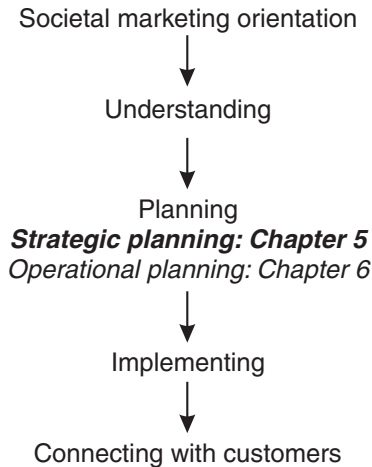 Societal marketing orientation
Understanding
Planning
Strategic planning: Chapter 5
Operational planning: Chapter 6
Implementing
Connecting with customers